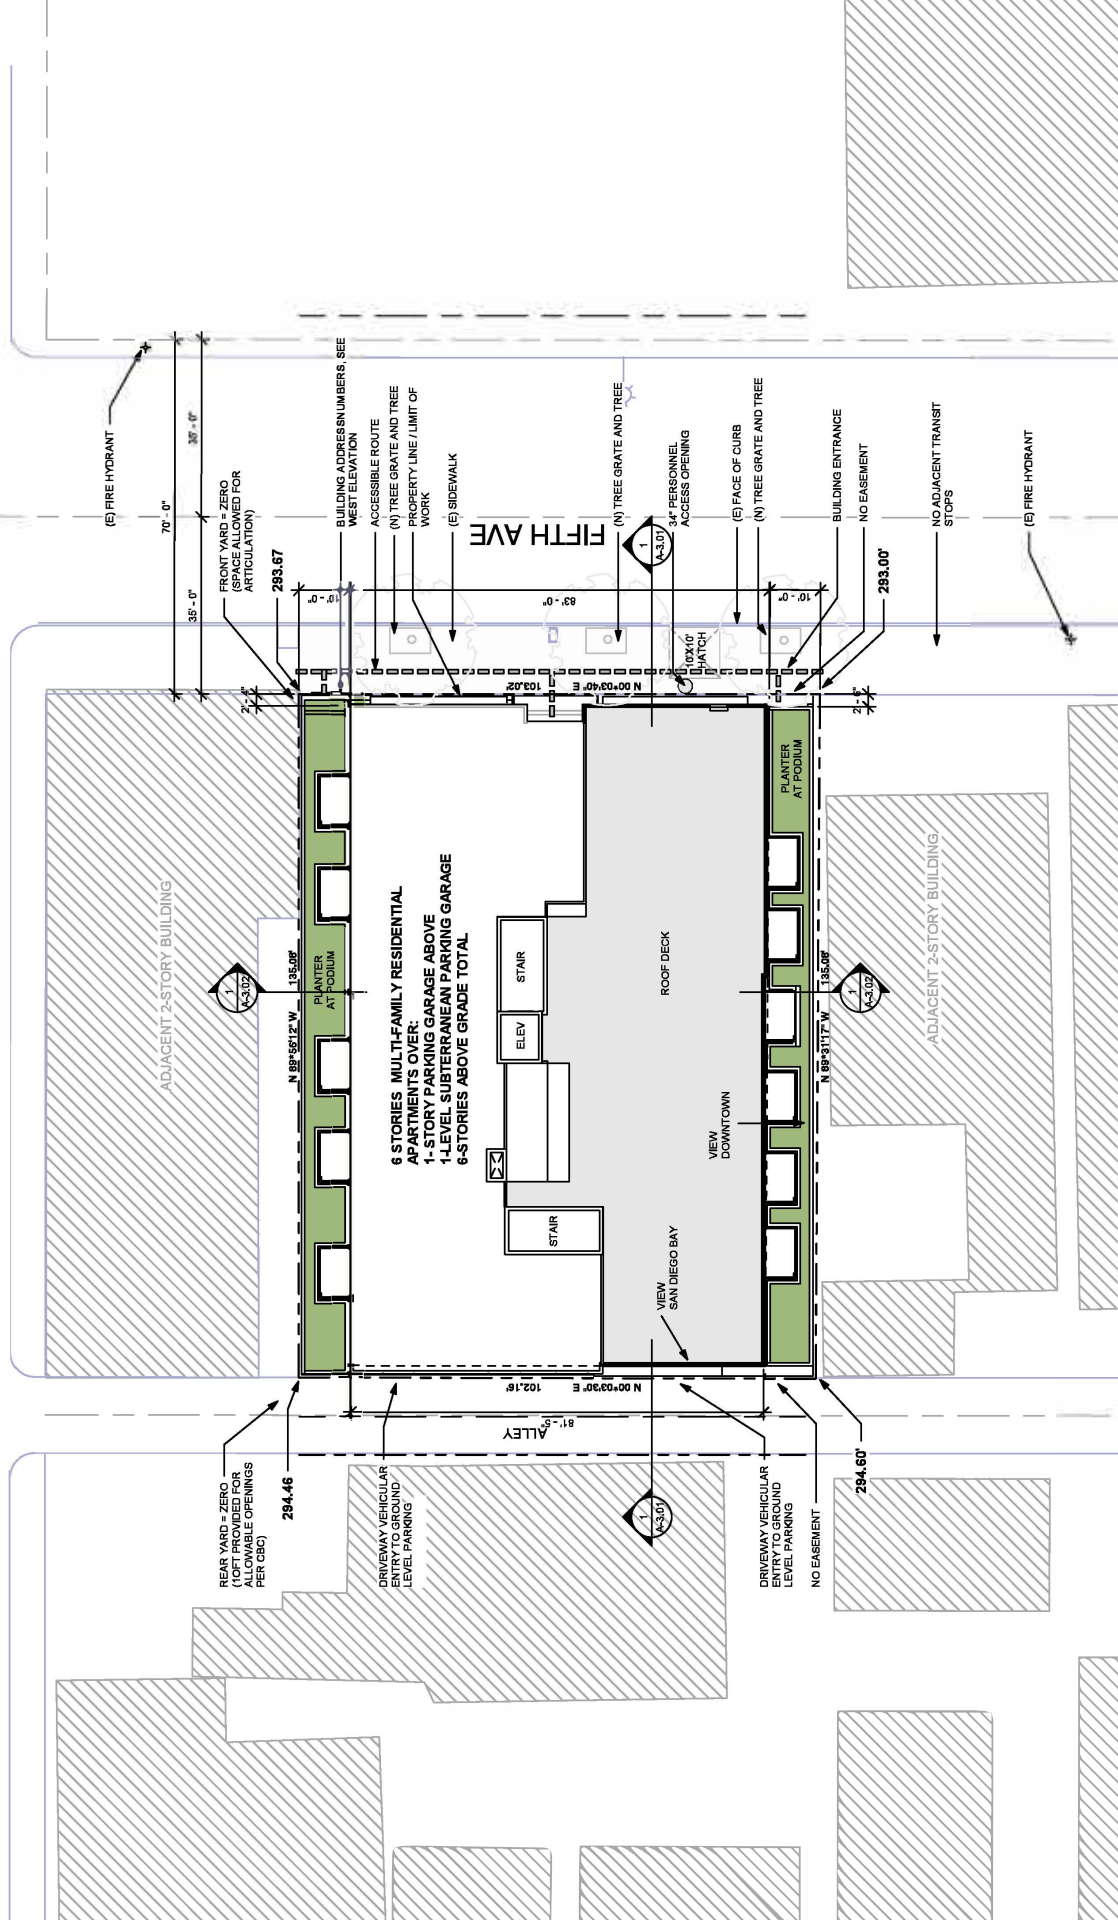 (E) FIRE HYDRANT
70' - 0"
35' - 0"
35' - 0"
FRONT YARD = ZERO
(SPACE ALLOWED FOR
ARTICULATION)
293.67
BUILDING ADDRESSNUMBERS, SEE
WEST ELEVATION
ACCESSIBLE ROUTE
(N) TREE GRATE AND TREE
PROPERTY LINE / LIMIT OF
WORK
(E) SIDEWALK
FIFTH AVE
(N) TREE GRATE AND TREE
1
A-3.01
34" PERSONNEL
ACCESS OPENING
(E) FACE OF CURB
(N) TREE GRATE AND TREE
BUILDING ENTRANCE
NO EASEMENT
293.00'
NO ADJACENT TRANSIT
STOPS
(E) FIRE HYDRANT
10' - 0"
83' - 0"
10' - 0"
10'X10'
HATCH
2' - 4"
103.02'
N 00°03'40" E
2' - 6"
ADJACENT 2-STORY BUILDING
1
A-3.02
N 89°56'12" W
135.08'
PLANTER
AT PODIUM
6 STORIES MULTI-FAMILY RESIDENTIAL
APARTMENTS OVER:
1- STORY PARKING GARAGE ABOVE
1-LEVEL SUBTERRANEAN PARKING GARAGE
6-STORIES ABOVE GRADE TOTAL
STAIR
ELEV
STAIR
ROOF DECK
VIEW
DOWNTOWN
VIEW
SAN DIEGO BAY
PLANTER
AT PODIUM
N 89°31'17" W
135.08'
1
A-3.02
ADJACENT 2-STORY BUILDING
102.16'
N 00°03'30" E
81' - 5"
ALLEY
REAR YARD = ZERO
(10FT PROVIDED FOR
ALLOWABLE OPENINGS
PER CBC)
294.46
DRIVEWAY VEHICULAR
ENTRY TO GROUND
LEVEL PARKING
1
A-3.01
DRIVEWAY VEHICULAR
ENTRY TO GROUND
LEVEL PARKING
NO EASEMENT
294.60'